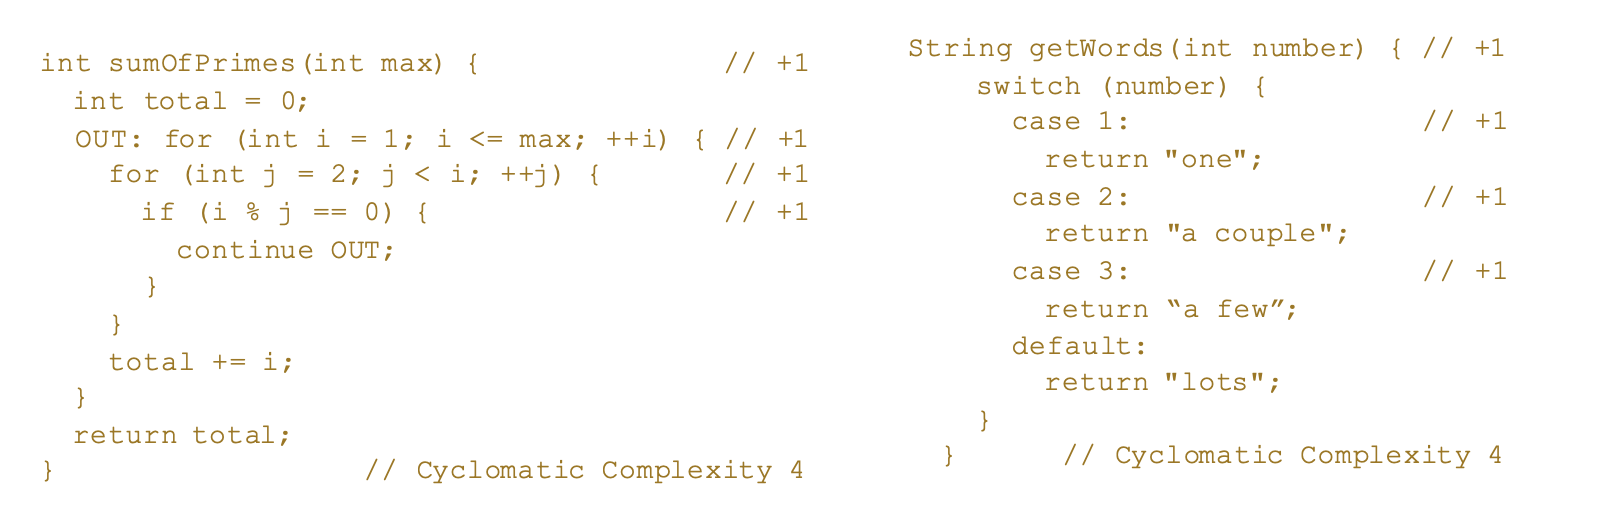 int sumOfPrimes(int max) { // +1
int total = 0;
OUT: for (int i = 1; i <= max; ++i) { // +1
for (int j = 2; j < i; ++j) { // +1
if (i % j == 0) { // +1
continue OUT;
}
}
total += i;
}
return total;
} // Cyclomatic Complexity 4
String getWords(int number) { // +1
switch (number) {
case 1: // +1
return "one";
case 2: // +1
return "a couple";
case 3: // +1
return “a few”;
default:
return "lots";
}
} // Cyclomatic Complexity 4